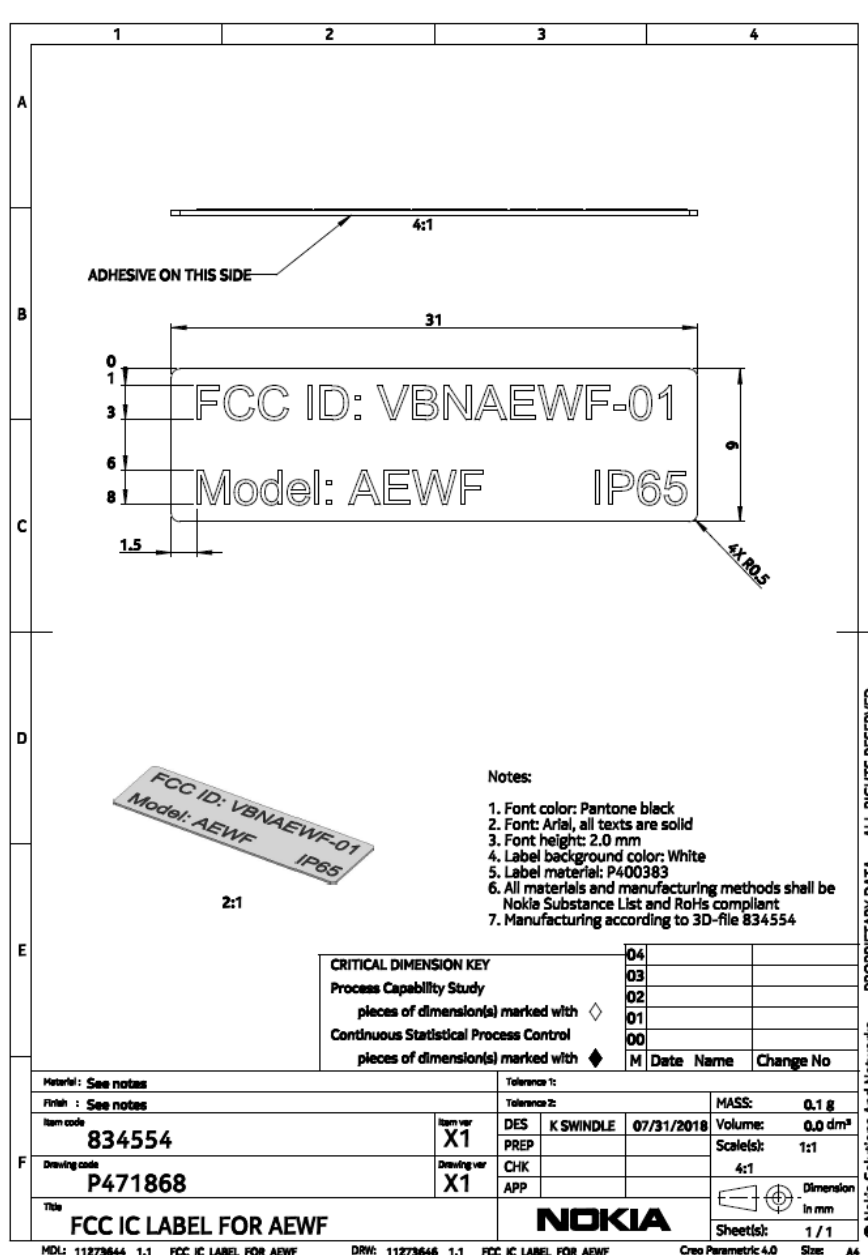 1 2 3 4
A
4:1
ADHESIVE ON THIS SIDE
B
31
0
1
3
6
8
FCC ID: VBNAEWF-01
Model: AEWF IP65
9
C
1.5
4X R0.5
D
FCC ID: VBNAEWF-01
Model: AEWF IP65
2:1
Notes:
1. Font color: Pantone black
2. Font: Arial, all texts are solid
3. Font height: 2.0 mm
4. Label background color: White
5. Label material: P400383
6. All materials and manufacturing methods shall be
Nokia Substance List and RoHs compliant
7. Manufacturing according to 3D-file 834554
E
CRITICAL DIMENSION KEY
Process Capability Study
pieces of dimension(s) marked with ◇
Continuous Statistical Process Control
pieces of dimension(s) marked with ◆
04
03
02
01
00
M Date Name Change No
Material: See notes
Finish : See notes
Tolerance 1:
Tolerance 2:
MASS: 0.1 g
Volume: 0.0 dm³
Scale(s): 1:1
4:1
Dimension
in mm
Sheet(s): 1 / 1
F
Item code
834554
Item ver
X1
Drawing code
P471868
Drawing ver
X1
DES K SWINDLE 07/31/2018
PREP
CHK
APP
Title
FCC IC LABEL FOR AEWF
NOKIA
MDL: 11273644 1.1 FCC IC LABEL FOR AEWF DRW: 11273646 1.1 FCC IC LABEL FOR AEWF Creo Parametric 4.0 Size: A4
Nokia Solutions and Networks PROPRIETARY DATA ALL RIGHTS RESERVED